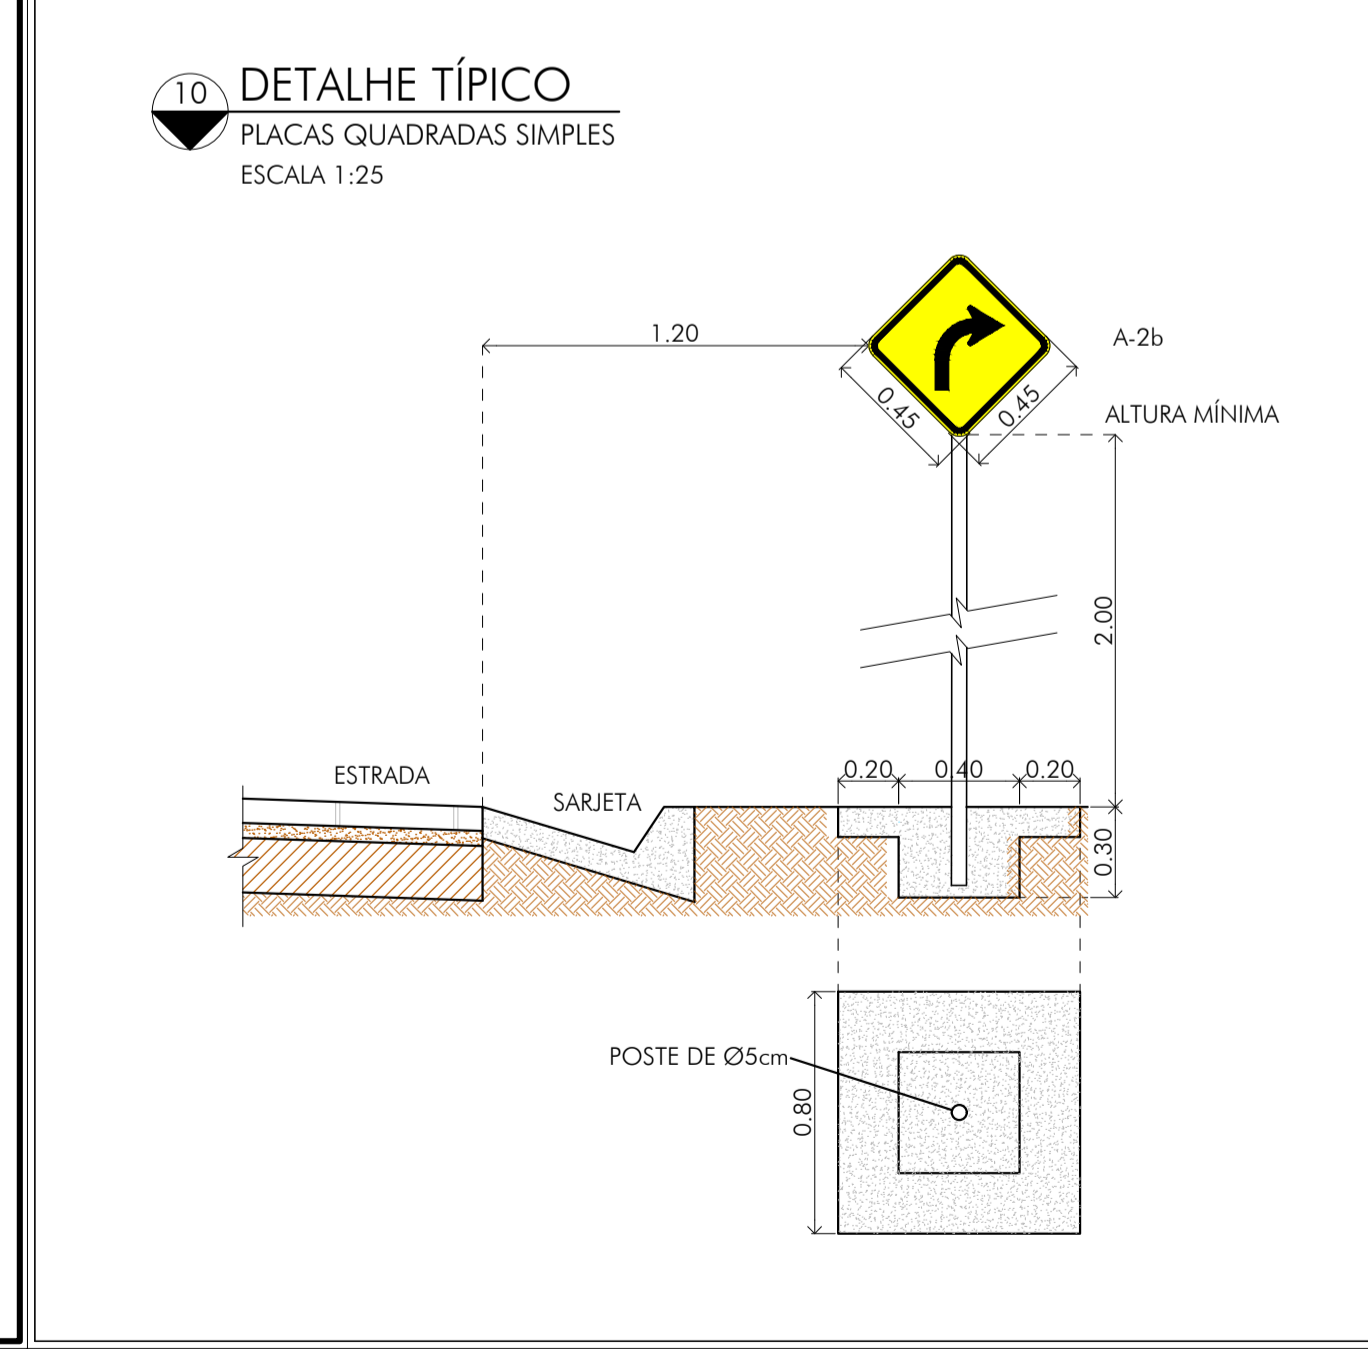 10
DETALHE TÍPICO
PLACAS QUADRADAS SIMPLES
ESCALA 1:25
1.20
A-2b
0.45
0.45
ALTURA MÍNIMA
2.00
ESTRADA
SARJETA
0.20
0.40
0.20
0.30
POSTE DE Ø5cm
0.80